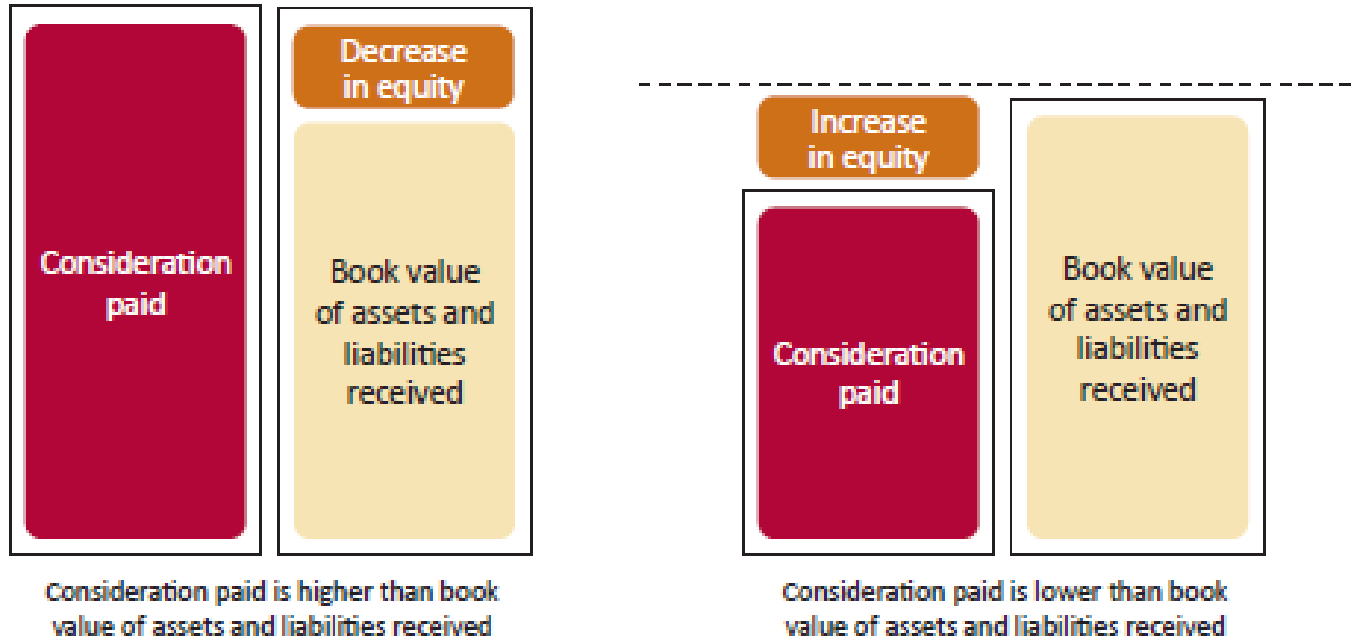 Consideration
paid
Decrease
in equity
Book value
of assets and
liabilities
received
Consideration paid is higher than book
value of assets and liabilities received
Increase
in equity
Consideration
paid
Book value
of assets and
liabilities
received
Consideration paid is lower than book
value of assets and liabilities received